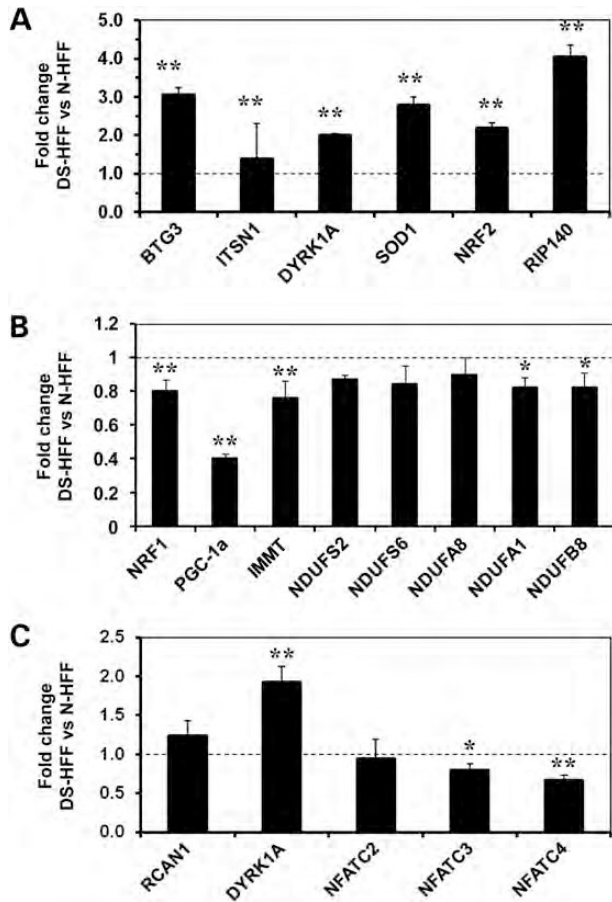 A
Fold change
DS-HFF vs N-HFF
5.0
4.0
3.0
2.0
1.0
0.0
** ** ** ** ** **
BTG3 ITSN1 DYRK1A SOD1 NRF2 RIP140
B
Fold change
DS-HFF vs N-HFF
1.2
1
0.8
0.6
0.4
0.2
0
** ** ** * *
NRF1 PGC-1a IMMT NDUFS2 NDUFS6 NDUFA8 NDUFA1 NDUFB8
C
Fold change
DS-HFF vs N-HFF
2.5
2.0
1.5
1.0
0.5
0.0
** * **
RCAN1 DYRK1A NFATC2 NFATC3 NFATC4